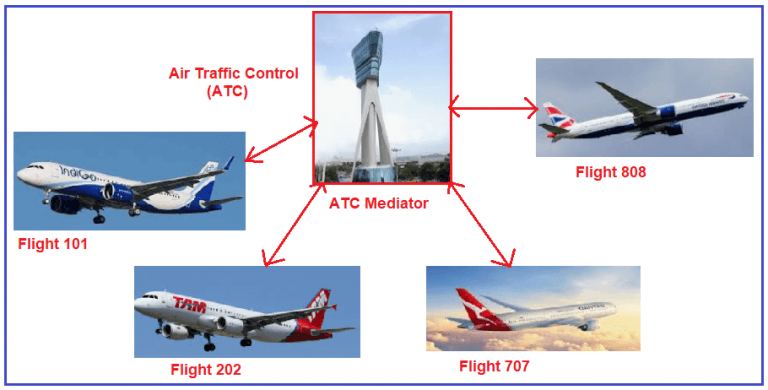 Air Traffic Control
(ATC)
ATC Mediator
IndiGo
Flight 101
TAM
Flight 202
Flight 808
Flight 707